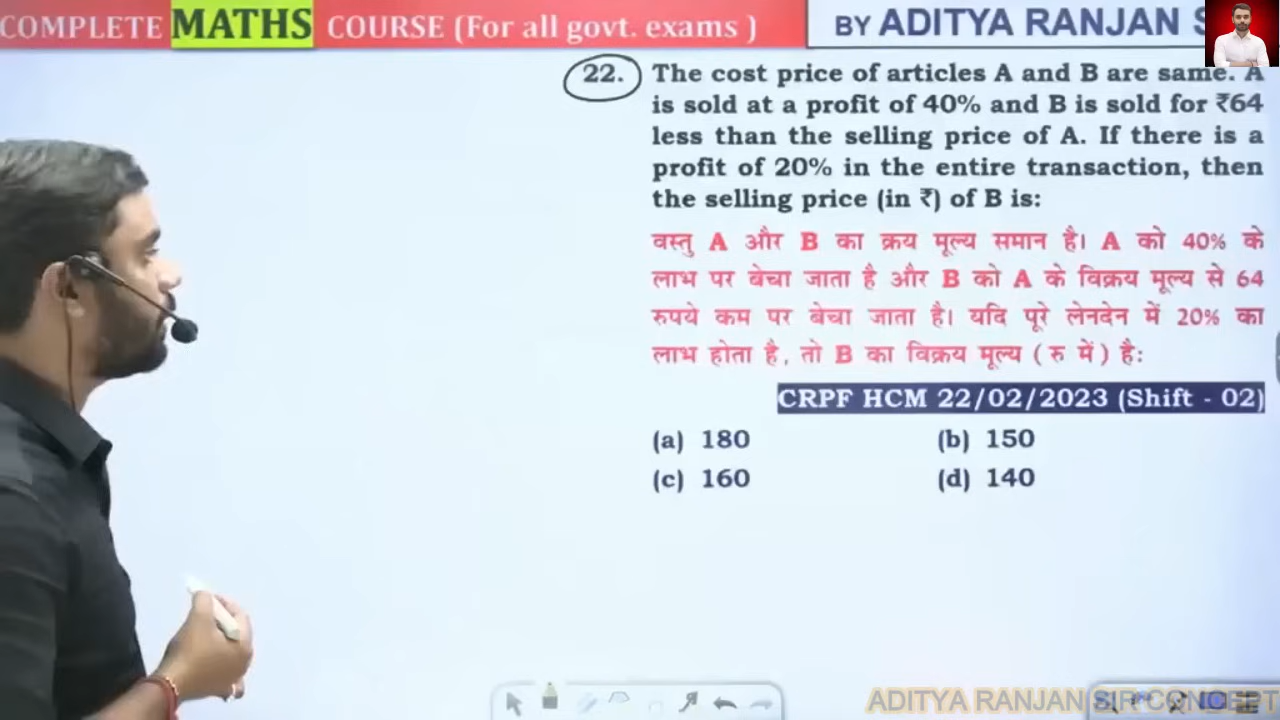 COMPLETE MATHS COURSE (For all govt. exams )
BY ADITYA RANJAN S
22. The cost price of articles A and B are same. A
is sold at a profit of 40% and B is sold for ₹64
less than the selling price of A. If there is a
profit of 20% in the entire transaction, then
the selling price (in ₹) of B is:
वस्तु A और B का क्रय मूल्य समान है। A को 40% के
लाभ पर बेचा जाता है और B को A के विक्रय मूल्य से 64
रुपये कम पर बेचा जाता है। यदि पूरे लेनदेन में 20% का
लाभ होता है, तो B का विक्रय मूल्य ( रु में ) है:
CRPF HCM 22/02/2023 (Shift - 02)
(a) 180 (b) 150
(c) 160 (d) 140
ADITYA RANJAN SIR CONCEPT